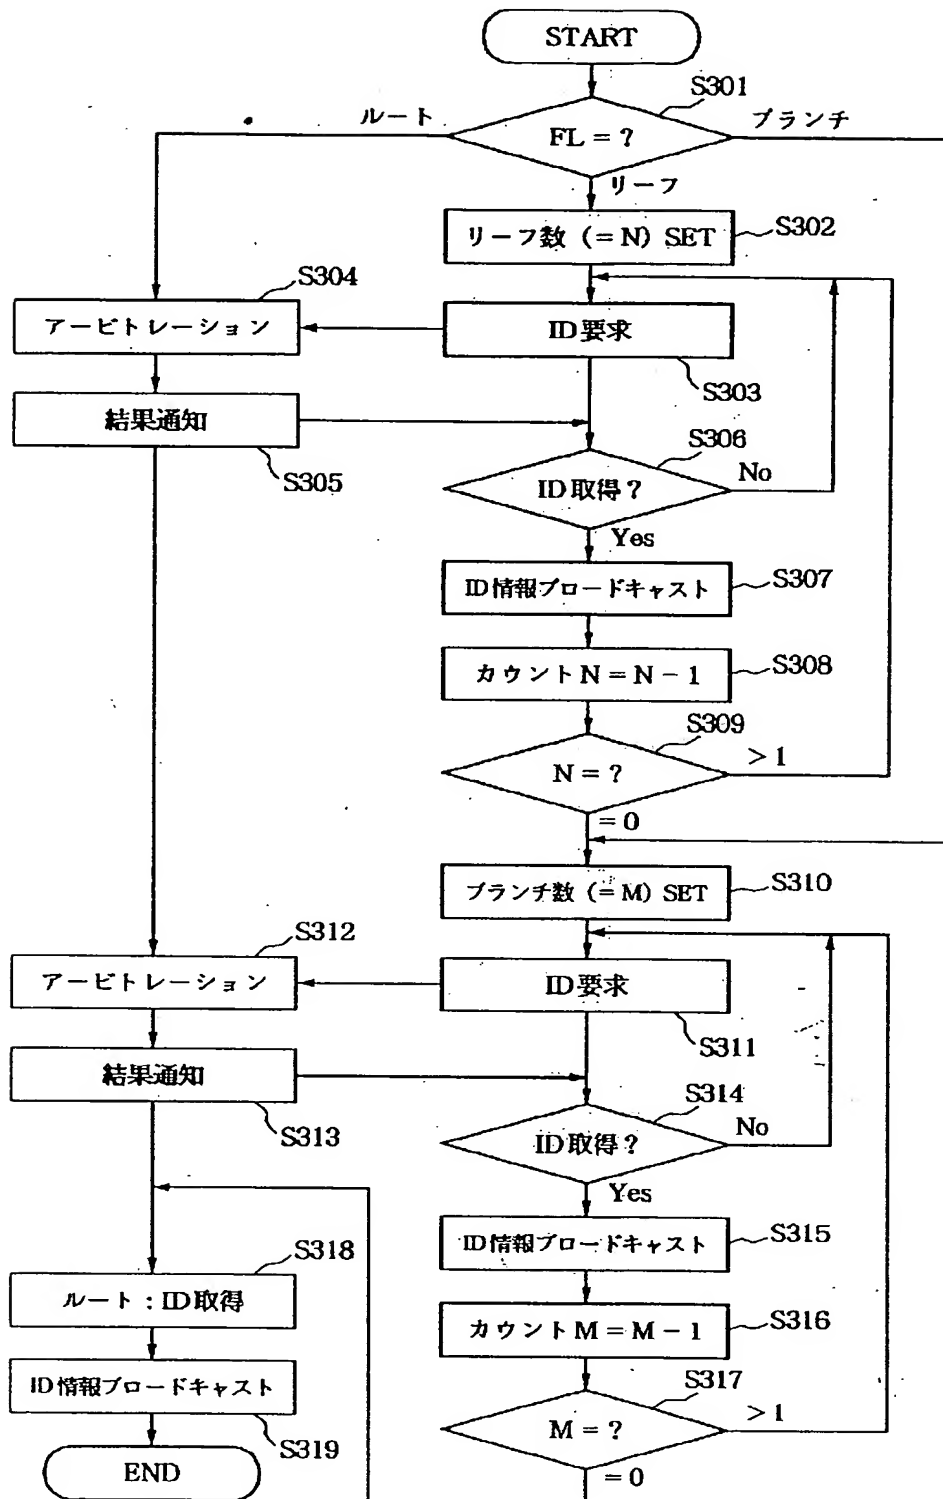 START
S301
ルート
FL = ?
ブランチ
リーフ
リーフ数 (= N) SET
S302
S304
アービトレーション
ID要求
S303
結果通知
S305
S306
ID取得 ?
No
Yes
ID情報ブロードキャスト
S307
カウント N = N - 1
S308
S309
N = ?
> 1
= 0
ブランチ数 (= M) SET
S310
S312
アービトレーション
ID要求
S311
結果通知
S313
S314
ID取得 ?
No
Yes
ID情報ブロードキャスト
S315
S318
ルート : ID取得
カウント M = M - 1
S316
ID情報ブロードキャスト
S319
S317
M = ?
> 1
END
= 0